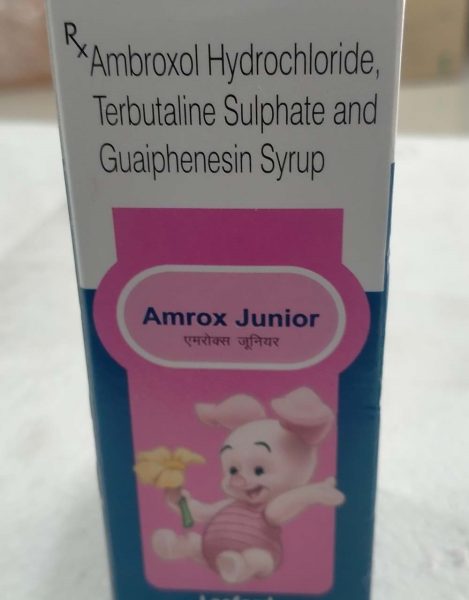 Rx Ambroxol Hydrochloride,
Terbutaline Sulphate and
Guaiphenesin Syrup
Amrox Junior
एमरोक्स जूनियर